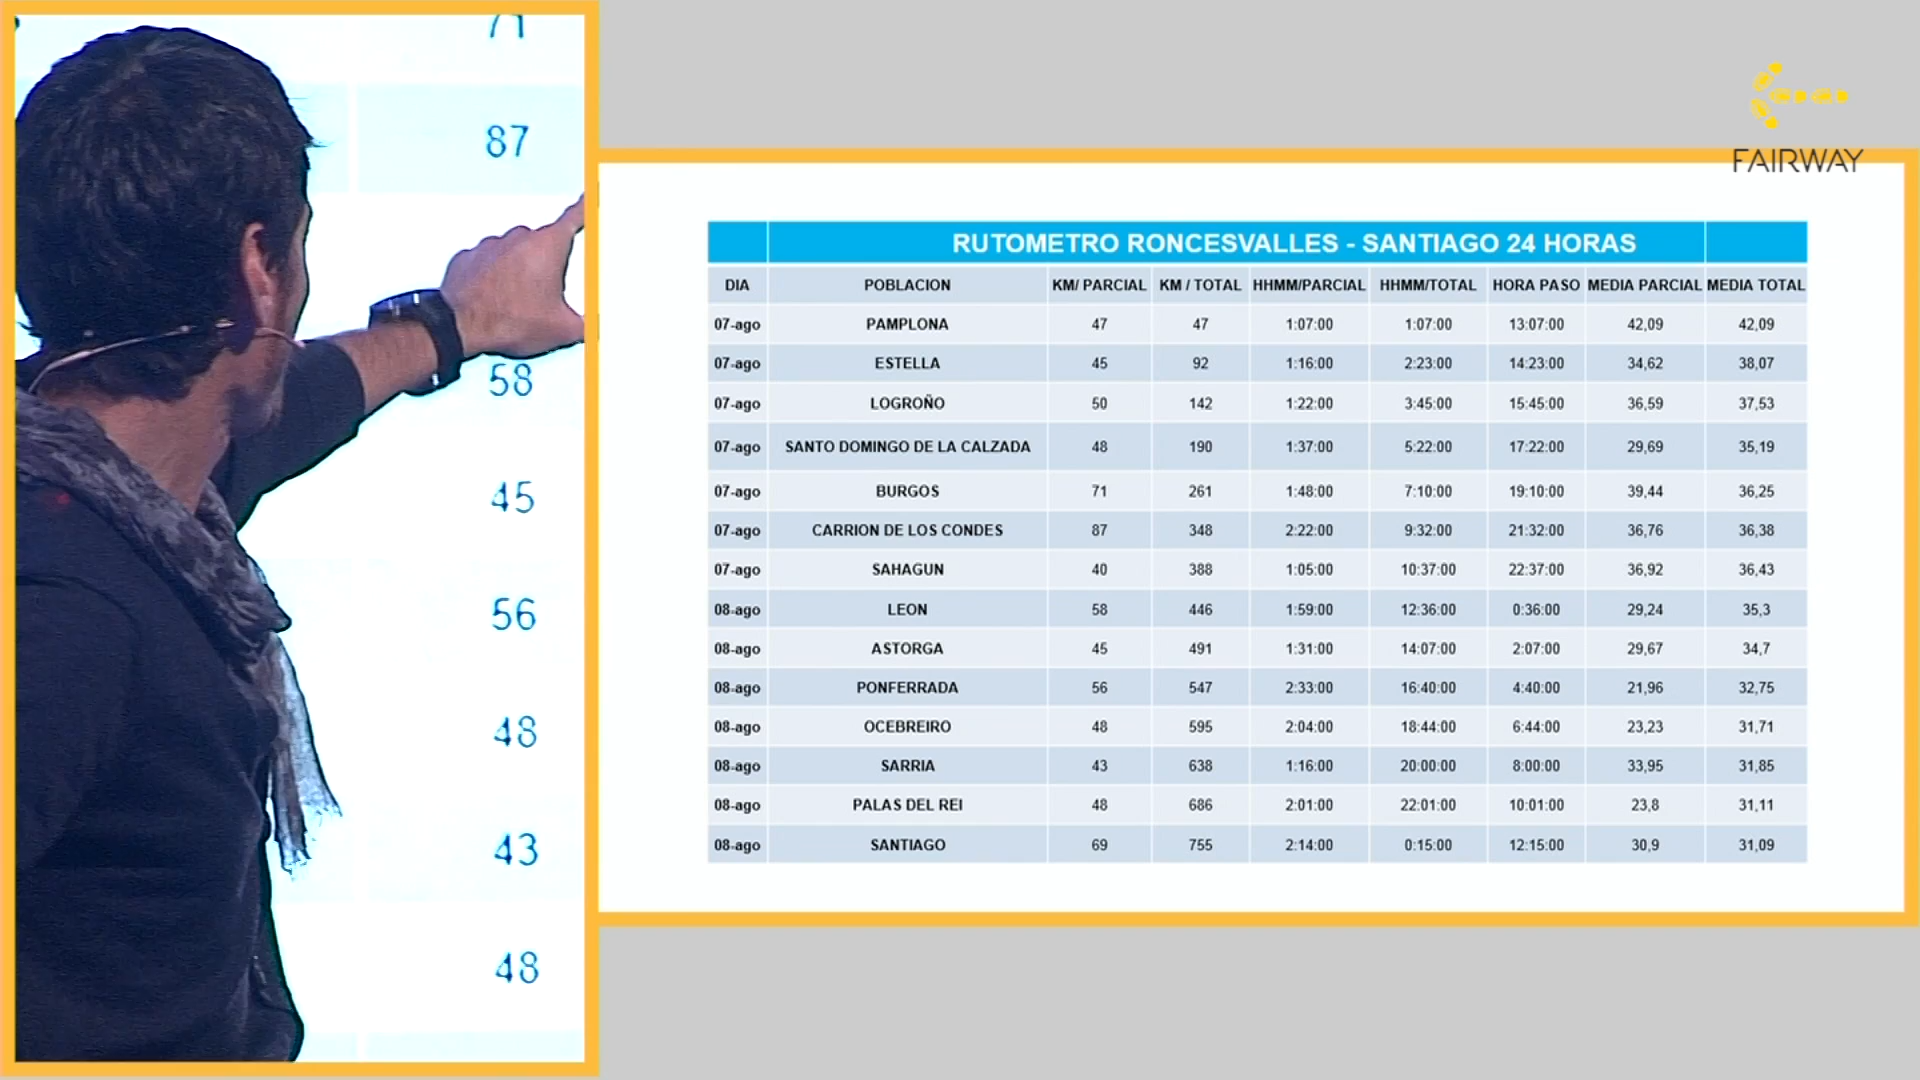 71
87
58
45
56
48
43
48
FAIRWAY
RUTOMETRO RONCESVALLES - SANTIAGO 24 HORAS
DIA POBLACION KM/ PARCIAL KM / TOTAL HHMM/PARCIAL HHMM/TOTAL HORA PASO MEDIA PARCIAL MEDIA TOTAL
07-ago PAMPLONA 47 47 1:07:00 1:07:00 13:07:00 42,09 42,09
07-ago ESTELLA 45 92 1:16:00 2:23:00 14:23:00 34,62 38,07
07-ago LOGROÑO 50 142 1:22:00 3:45:00 15:45:00 36,59 37,53
07-ago SANTO DOMINGO DE LA CALZADA 48 190 1:37:00 5:22:00 17:22:00 29,69 35,19
07-ago BURGOS 71 261 1:48:00 7:10:00 19:10:00 39,44 36,25
07-ago CARRION DE LOS CONDES 87 348 2:22:00 9:32:00 21:32:00 36,76 36,38
07-ago SAHAGUN 40 388 1:05:00 10:37:00 22:37:00 36,92 36,43
08-ago LEON 58 446 1:59:00 12:36:00 0:36:00 29,24 35,3
08-ago ASTORGA 45 491 1:31:00 14:07:00 2:07:00 29,67 34,7
08-ago PONFERRADA 56 547 2:33:00 16:40:00 4:40:00 21,96 32,75
08-ago OCEBREIRO 48 595 2:04:00 18:44:00 6:44:00 23,23 31,71
08-ago SARRIA 43 638 1:16:00 20:00:00 8:00:00 33,95 31,85
08-ago PALAS DEL REI 48 686 2:01:00 22:01:00 10:01:00 23,8 31,11
08-ago SANTIAGO 69 755 2:14:00 0:15:00 12:15:00 30,9 31,09